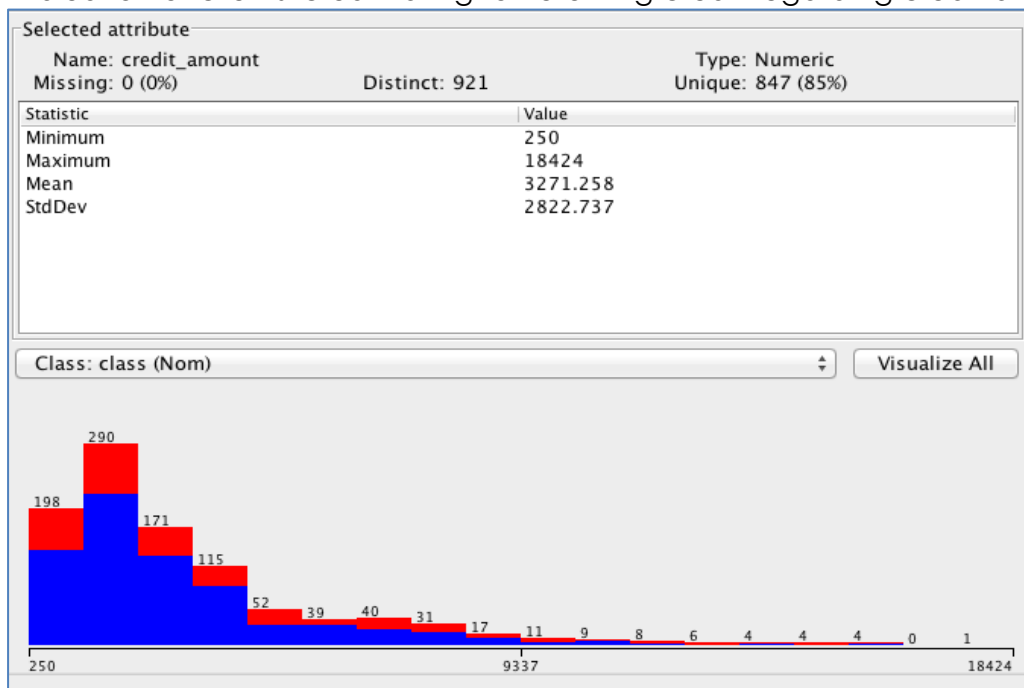 Selected attribute
Name: credit_amount Type: Numeric
Missing: 0 (0%) Distinct: 921 Unique: 847 (85%)
Statistic Value
Minimum 250
Maximum 18424
Mean 3271.258
StdDev 2822.737
Class: class (Nom) Visualize All
290
198
171
115
52 39 40 31 17 11 9 8 6 4 4 4 0 1
250 9337 18424